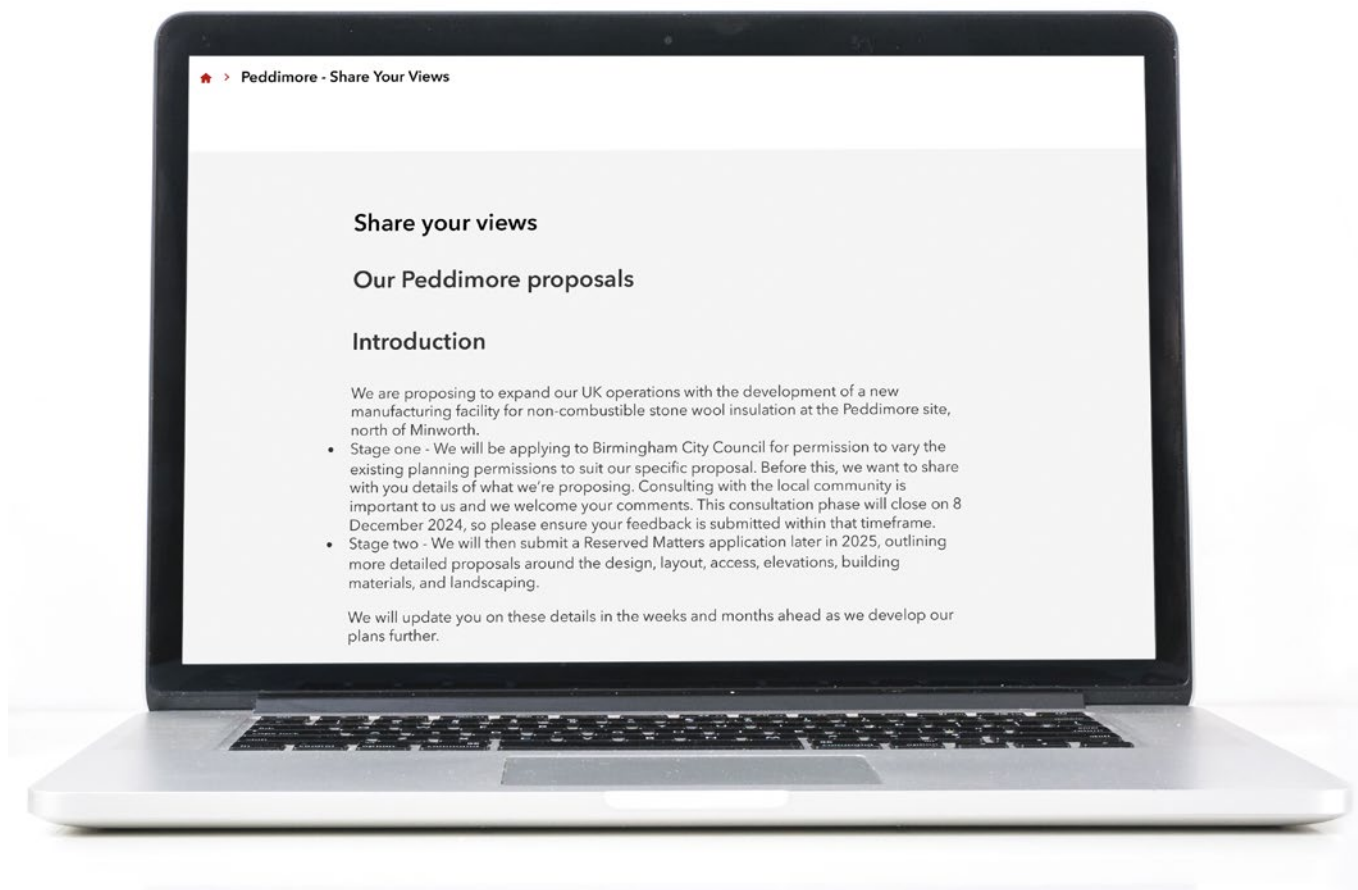 Peddimore - Share Your Views
Share your views
Our Peddimore proposals
Introduction
We are proposing to expand our UK operations with the development of a new
manufacturing facility for non-combustible stone wool insulation at the Peddimore site,
north of Minworth.
• Stage one - We will be applying to Birmingham City Council for permission to vary the
existing planning permissions to suit our specific proposal. Before this, we want to share
with you details of what we're proposing. Consulting with the local community is
important to us and we welcome your comments. This consultation phase will close on 8
December 2024, so please ensure your feedback is submitted within that timeframe.
• Stage two - We will then submit a Reserved Matters application later in 2025, outlining
more detailed proposals around the design, layout, access, elevations, building
materials, and landscaping.
We will update you on these details in the weeks and months ahead as we develop our
plans further.